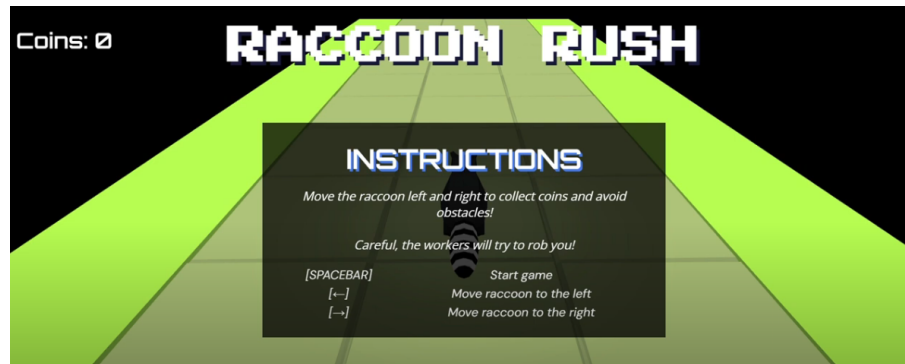 Coins: 0
RACCOON RUSH
INSTRUCTIONS
Move the raccoon left and right to collect coins and avoid
obstacles!
Careful, the workers will try to rob you!
[SPACEBAR] Start game
[←] Move raccoon to the left
[→] Move raccoon to the right